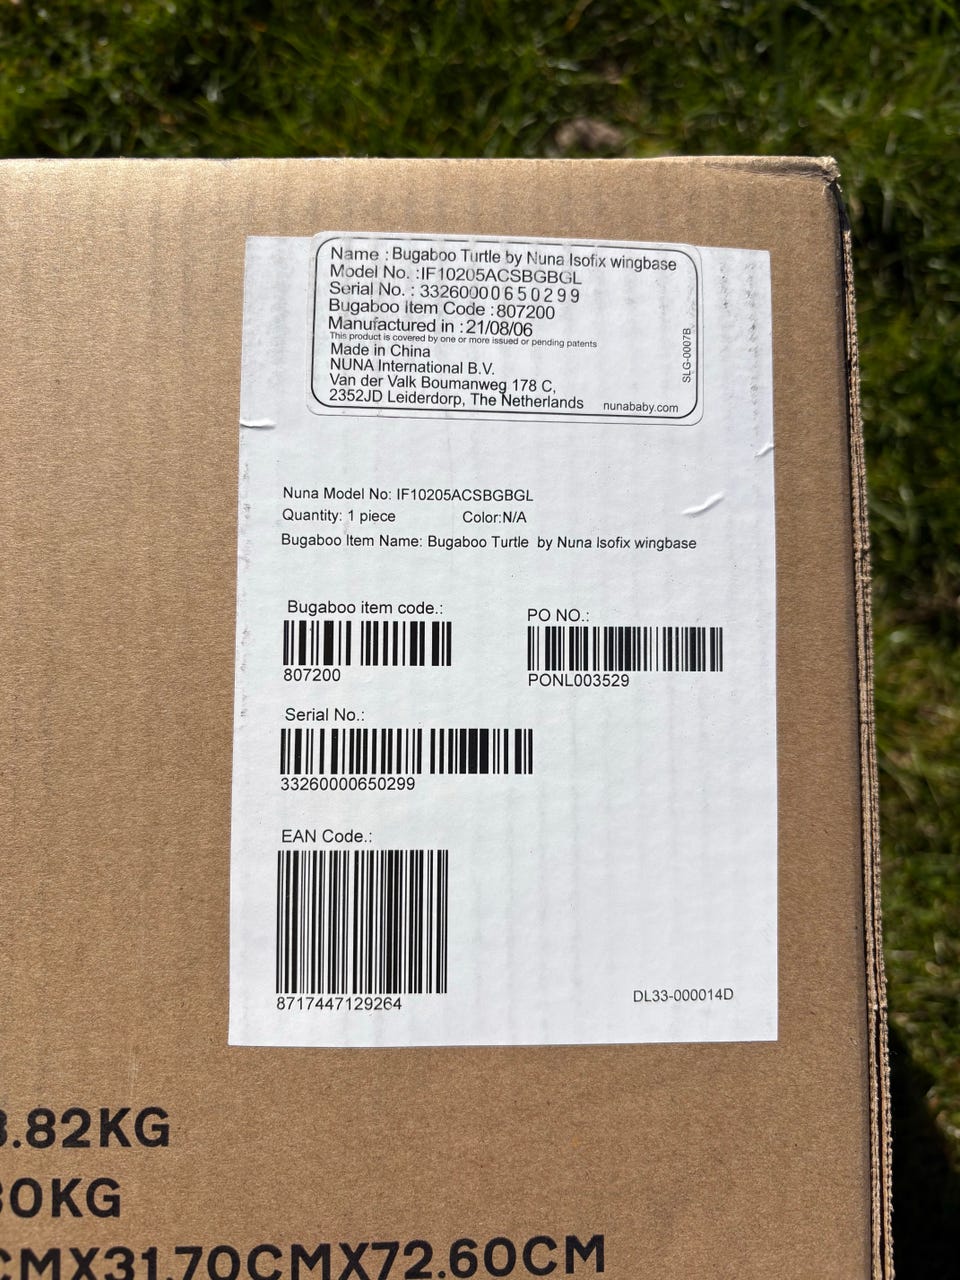 Name : Bugaboo Turtle by Nuna Isofix wingbase
Model No. :IF10205ACSBGBGL
Serial No. : 33260000650299
Bugaboo item Code :807200
Manufactured in :21/08/06
This product is covered by one or more issued or pending patents
Made in China
NUNA International B.V.
Van der Valk Boumanweg 178 C,
2352JD Leiderdorp, The Netherlands
nunababy.com
SLG-0007B
Nuna Model No: IF10205ACSBGBGL
Quantity: 1 piece Color:N/A
Bugaboo Item Name: Bugaboo Turtle by Nuna Isofix wingbase
Bugaboo item code.:
807200
PO NO.:
PONL003529
Serial No.:
33260000650299
EAN Code.:
8717447129264
DL33-000014D
.82KG
0KG
CMX31.70CMX72.60CM